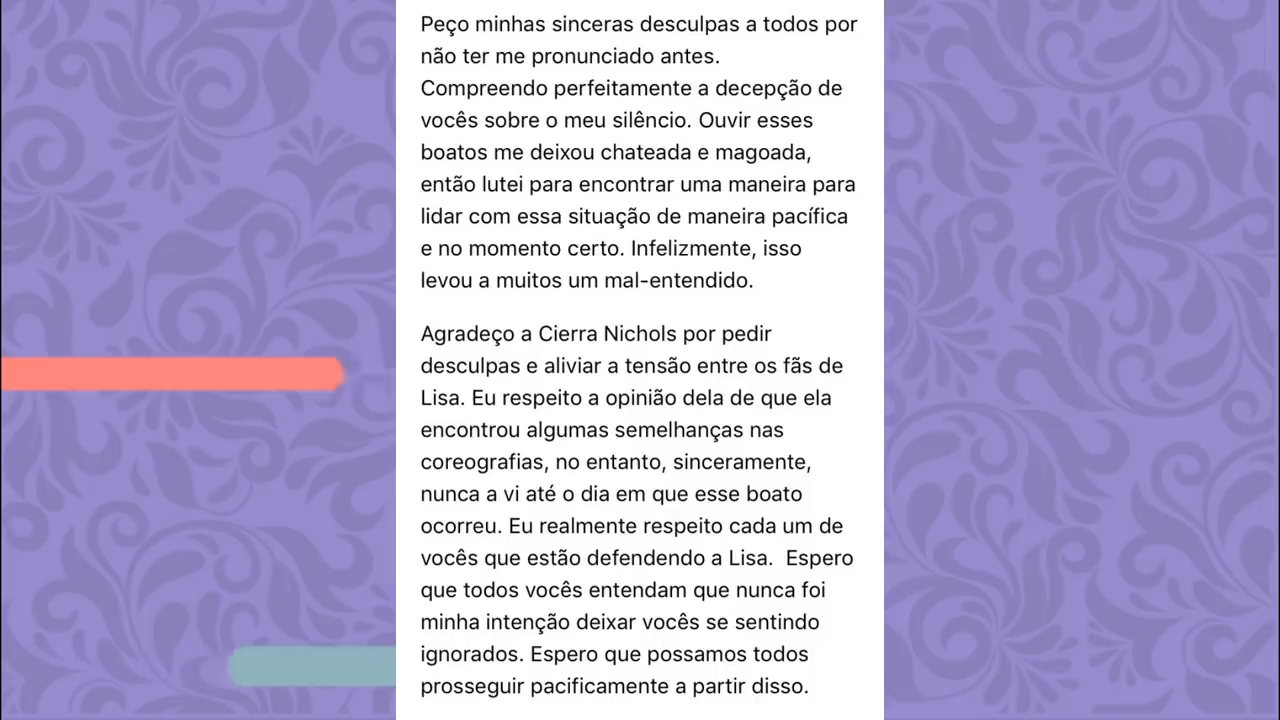 Peço minhas sinceras desculpas a todos por
não ter me pronunciado antes.
Compreendo perfeitamente a decepção de
vocês sobre o meu silêncio. Ouvir esses
boatos me deixou chateada e magoada,
então lutei para encontrar uma maneira para
lidar com essa situação de maneira pacífica
e no momento certo. Infelizmente, isso
levou a muitos um mal-entendido.
Agradeço a Cierra Nichols por pedir
desculpas e aliviar a tensão entre os fãs de
Lisa. Eu respeito a opinião dela de que ela
encontrou algumas semelhanças nas
coreografias, no entanto, sinceramente,
nunca a vi até o dia em que esse boato
ocorreu. Eu realmente respeito cada um de
vocês que estão defendendo a Lisa.  Espero
que todos vocês entendam que nunca foi
minha intenção deixar vocês se sentindo
ignorados. Espero que possamos todos
prosseguir pacificamente a partir disso.